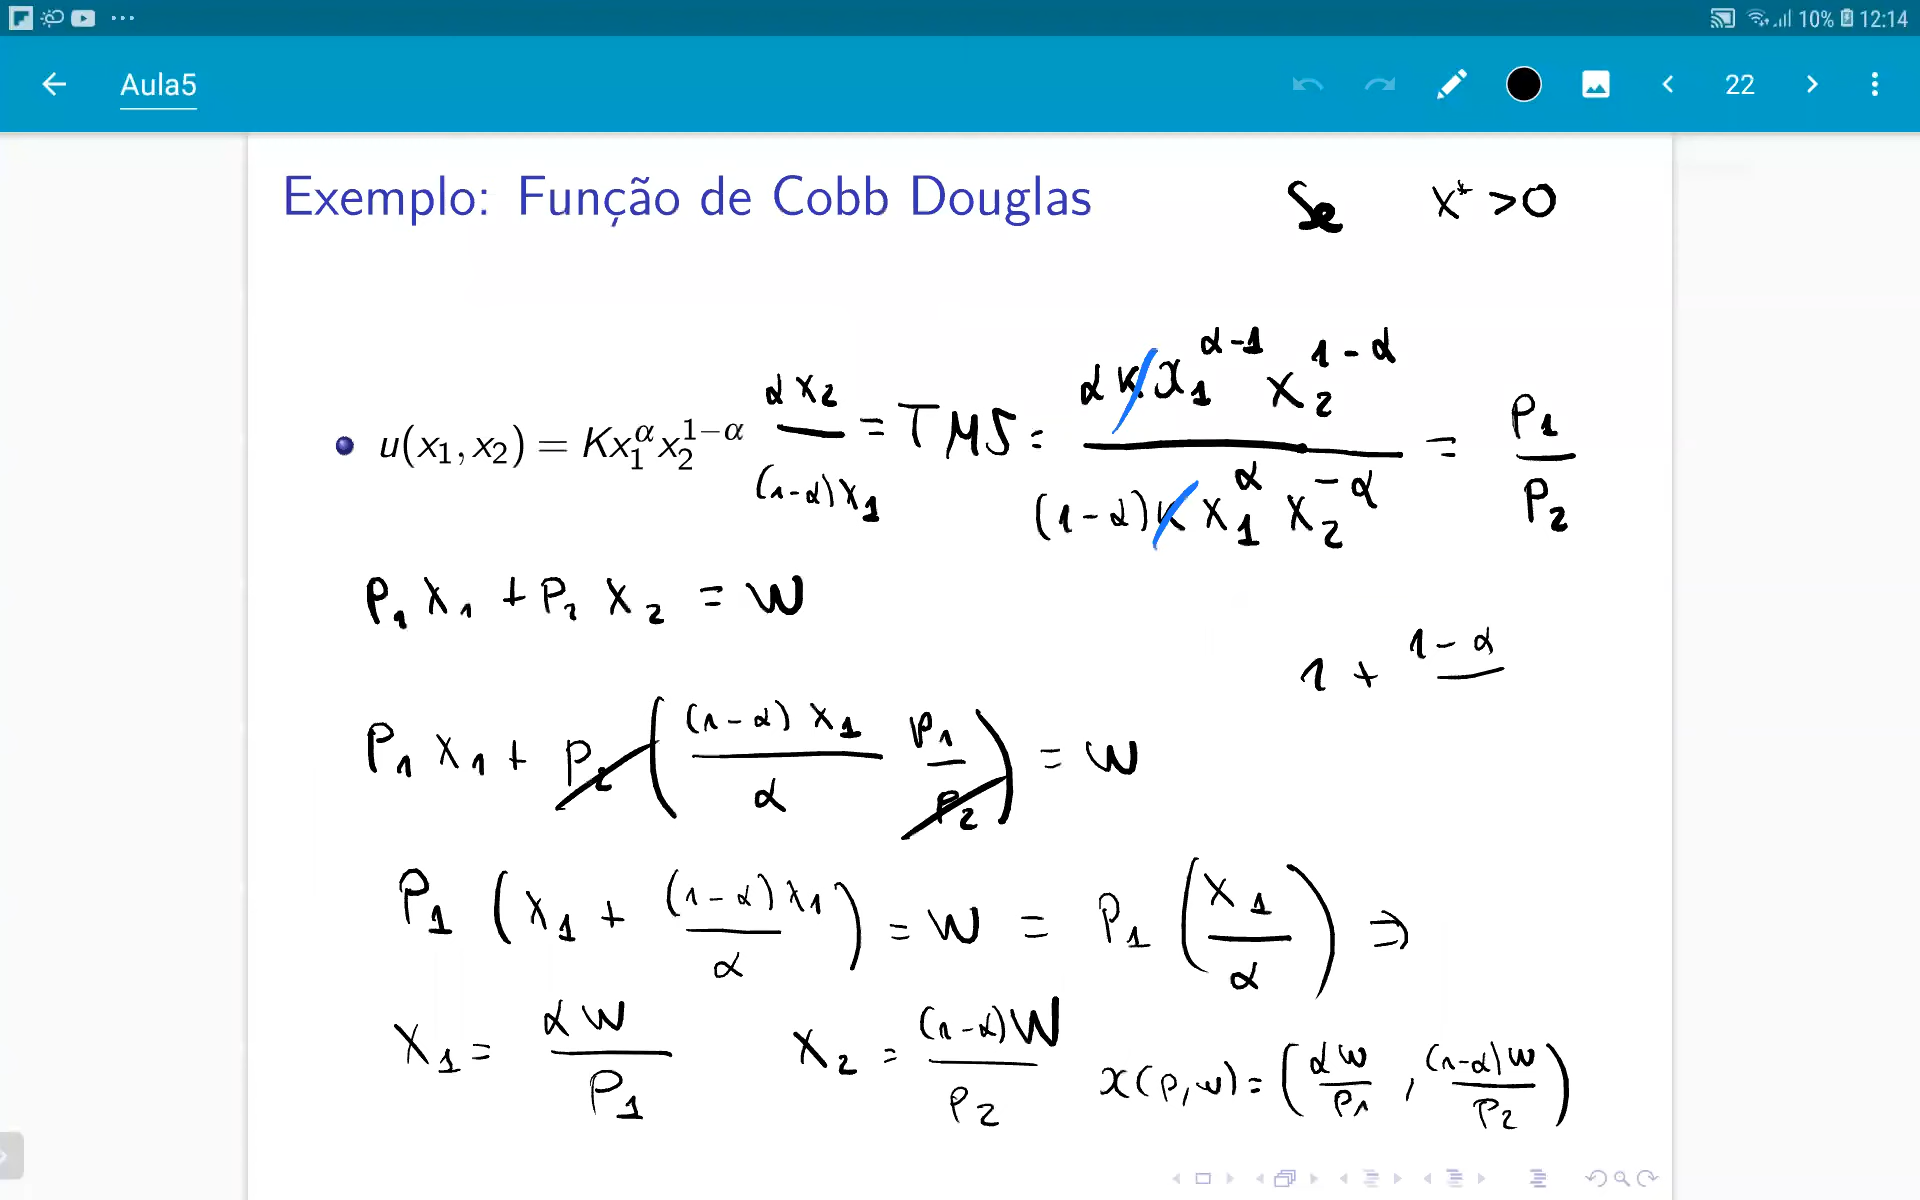 10% 12:14
Aula5 22
Exemplo: Função de Cobb Douglas Se x* > 0
u(x₁, x₂) = Kx₁^α x₂^(1−α) αx₂/((1-α)x₁) = TMS = (αK x₁^(α-1) x₂^(1-α))/((1-α)K x₁^α x₂^(-α)) = P₁/P₂
P₁ x₁ + P₂ x₂ = w
1 + 1-α
P₁ x₁ + P₂ ((1-α) x₁/α P₁/P₂) = w
P₁ (x₁ + (1-α)x₁/α) = w = P₁ (x₁/α) ⇒
x₁ = αw/P₁ x₂ = (1-α)w/P₂ x(p,w) = (αw/P₁, (1-α)w/P₂)